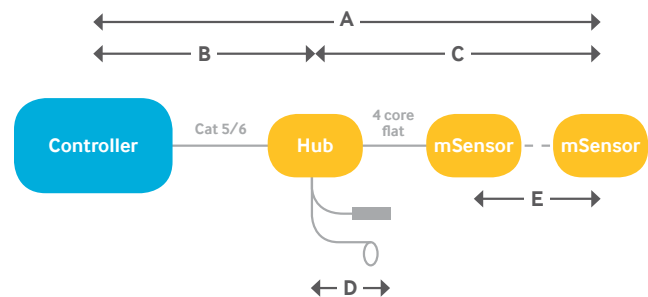 A
B
C
Controller
Cat 5/6
Hub
4 core
flat
mSensor
mSensor
E
D